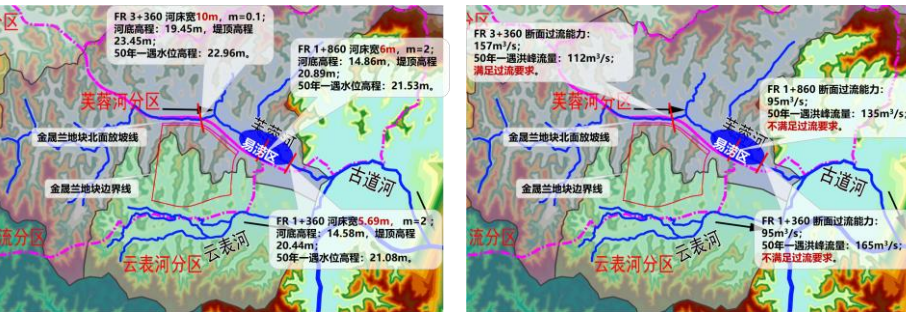 FR 3+360 河床宽10m，m=0.1；
河底高程：19.45m，堤顶高程
23.45m；
50年一遇水位高程：22.96m。
FR 1+860 河床宽6m，m=2；
河底高程：14.86m，堤顶高程
20.89m；
50年一遇水位高程：21.53m。
芙蓉河分区
芙蓉河
易涝区
金晟兰地块北面放坡线
金晟兰地块边界线
古道河
FR 1+360 河床宽5.69m， m=2；
河底高程：14.58m，堤顶高程
20.44m；
50年一遇水位高程：21.08m。
流分区
云表河
云表河分区
FR 3+360 断面过流能力：
157m³/s；
50年一遇洪峰流量：112m³/s；
满足过流要求。
FR 1+860 断面过流能力：
95m³/s；
50年一遇洪峰流量：135m³/s；
不满足过流要求。
芙蓉河分区
芙蓉河
易涝区
金晟兰地块北面放坡线
金晟兰地块边界线
古道河
FR 1+360 断面过流能力：
95m³/s；
50年一遇洪峰流量：165m³/s；
不满足过流要求。
流分区
云表河
云表河分区